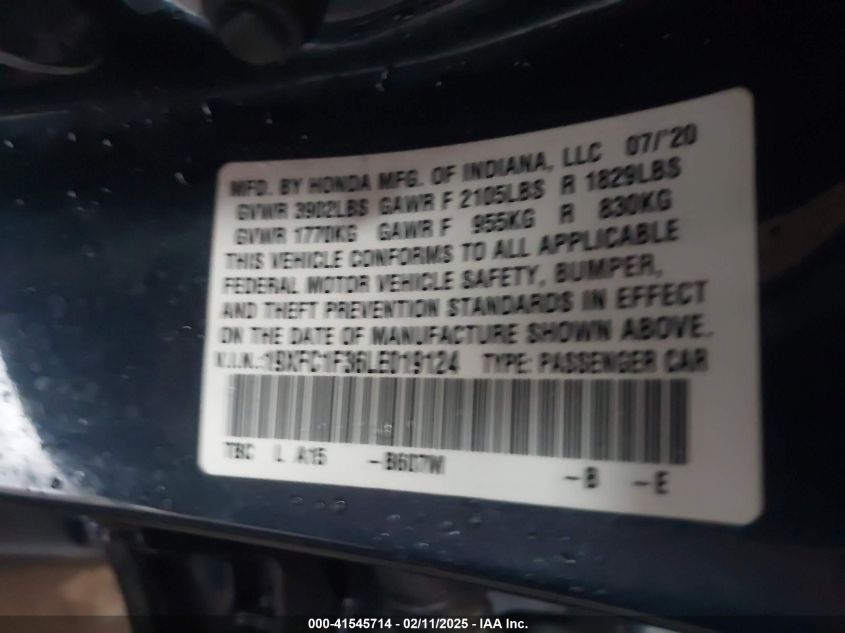 MFD. BY HONDA MFG. OF INDIANA, LLC 07/'20
GVWR 3902LBS GAWR F 2105LBS R 1829LBS
GVWR 1770KG GAWR F 955KG R 830KG
THIS VEHICLE CONFORMS TO ALL APPLICABLE
FEDERAL MOTOR VEHICLE SAFETY, BUMPER,
AND THEFT PREVENTION STANDARDS IN EFFECT
ON THE DATE OF MANUFACTURE SHOWN ABOVE.
V.I.N.:19XFC1F36LE019124 TYPE: PASSENGER CAR
TBC L A15 -B607W
-B -E
000-41545714 - 02/11/2025 - IAA Inc.